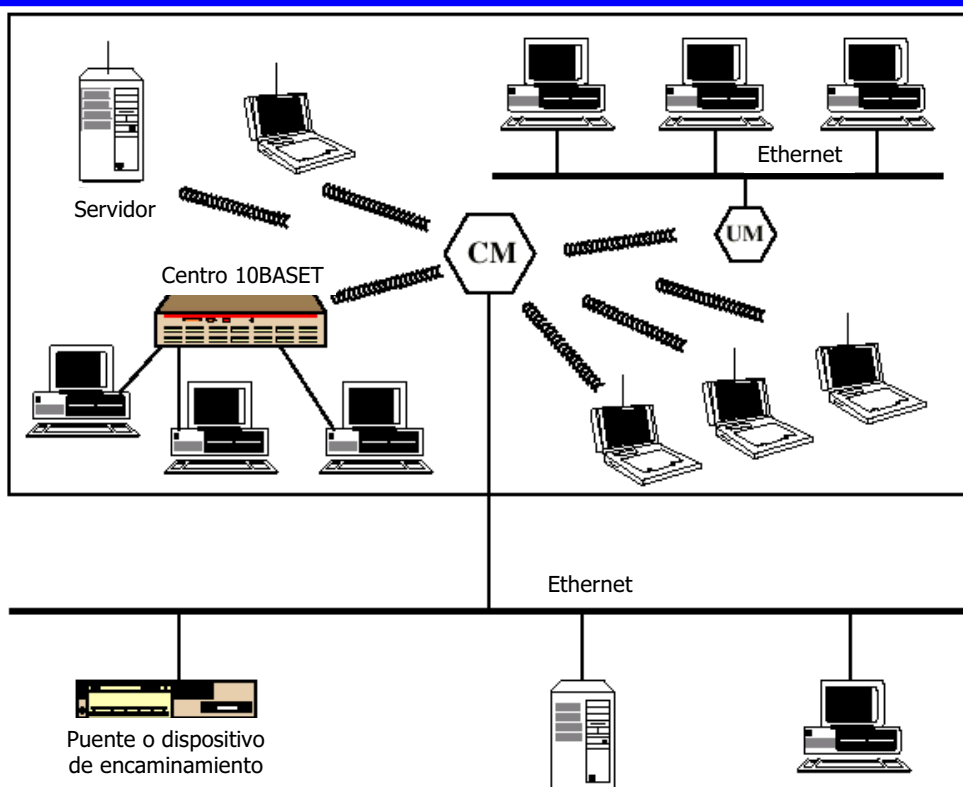 Ethernet
Servidor
UM
CM
Centro 10BASET
Ethernet
Puente o dispositivo
de encaminamiento